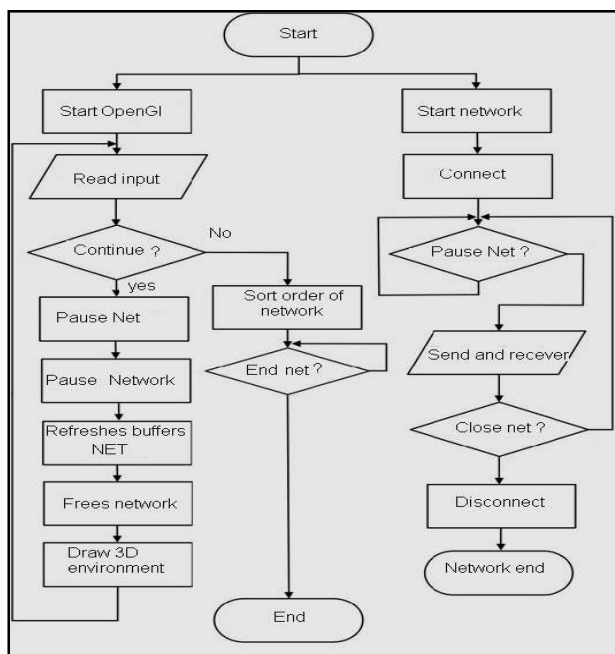 Start
Start OpenGl
Read input
Continue ?
No
yes
Pause Net
Pause Network
Refreshes buffers
NET
Frees network
Draw 3D
environment
Sort order of
network
End net ?
End
Start network
Connect
Pause Net ?
Send and recever
Close net ?
Disconnect
Network end